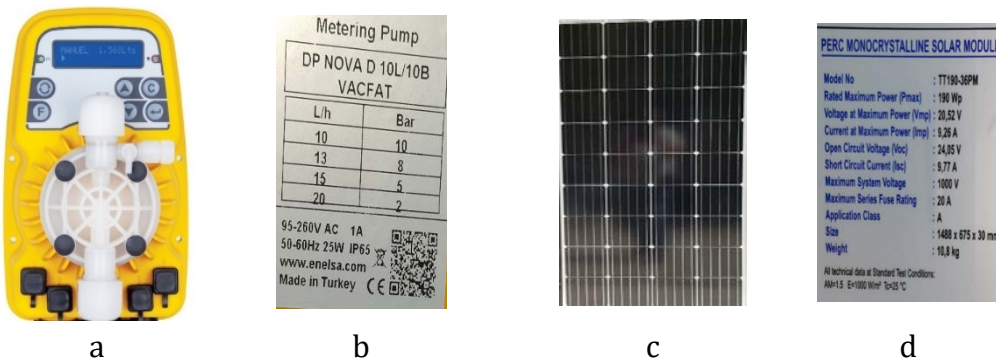 MANUEL 1.560Lts
C
F
Metering Pump
DP NOVA D 10L/10B
VACFAT
L/h Bar
10 10
13 8
15 5
20 2
95-260V AC 1A
50-60Hz 25W IP65
www.enelsa.com
Made in Turkey CE
PERC MONOCRYSTALLINE SOLAR MODULE
Model No : TT190-36PM
Rated Maximum Power (Pmax) : 190 Wp
Voltage at Maximum Power (Vmp) : 20,52 V
Current at Maximum Power (Imp) : 9,26 A
Open Circuit Voltage (Voc) : 24,05 V
Short Circuit Current (Isc) : 9,77 A
Maximum System Voltage : 1000 V
Maximum Series Fuse Rating : 20 A
Application Class : A
Size : 1488 x 675 x 30 mm
Weight : 10,8 kg
All technical data at Standard Test Conditions:
AM=1.5 E=1000 W/m² Tc=25 °C
a b c d